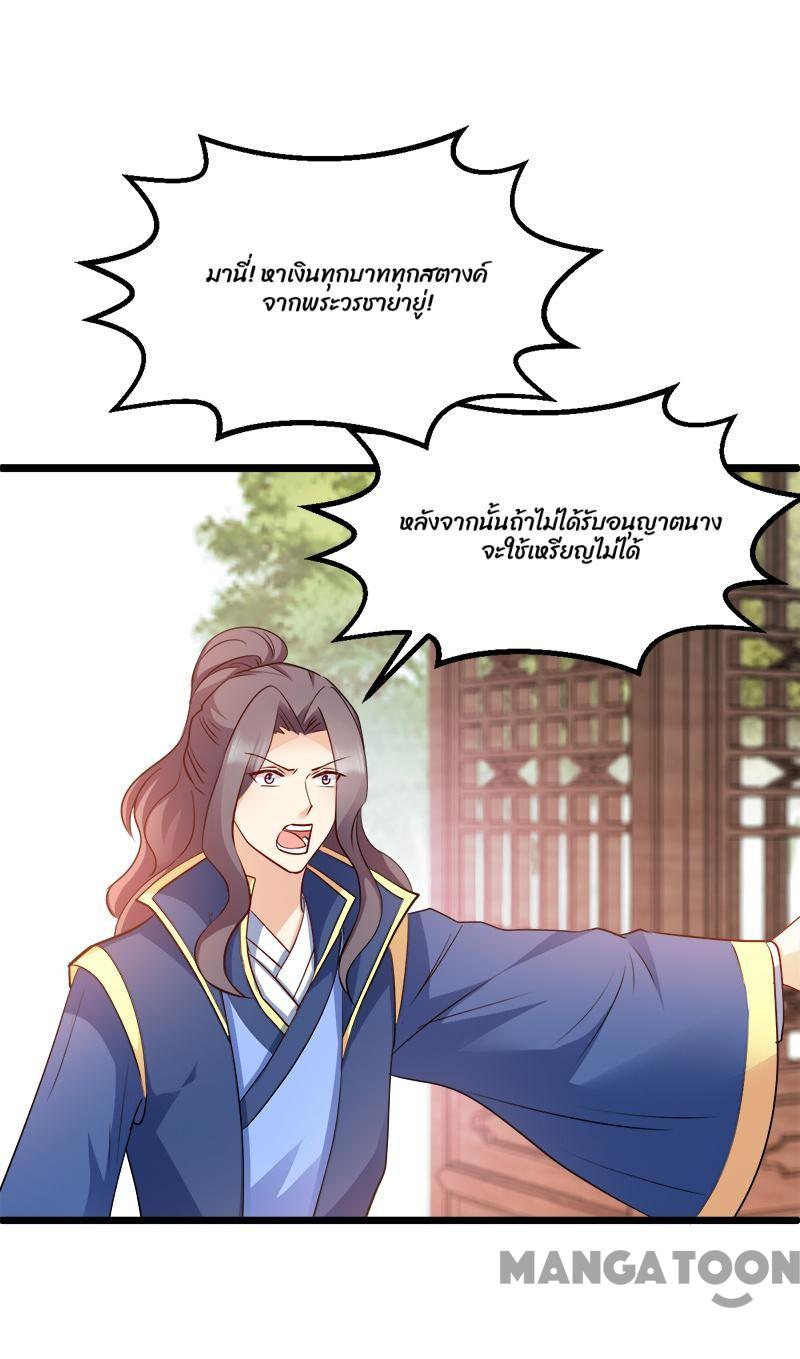 มานี่! หาเงินทุกบาททุกสตางค์
จากพระวรชายายู่!
หลังจากนั้นถ้าไม่ได้รับอนุญาตนาง
จะใช้เหรียญไม่ได้
MANGATOON